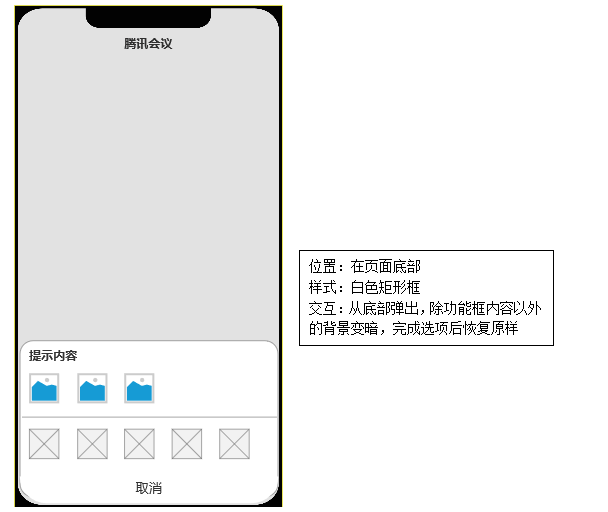 腾讯会议
位置：在页面底部
样式：白色矩形框
交互：从底部弹出，除功能框内容以外
的背景变暗，完成选项后恢复原样
提示内容
取消